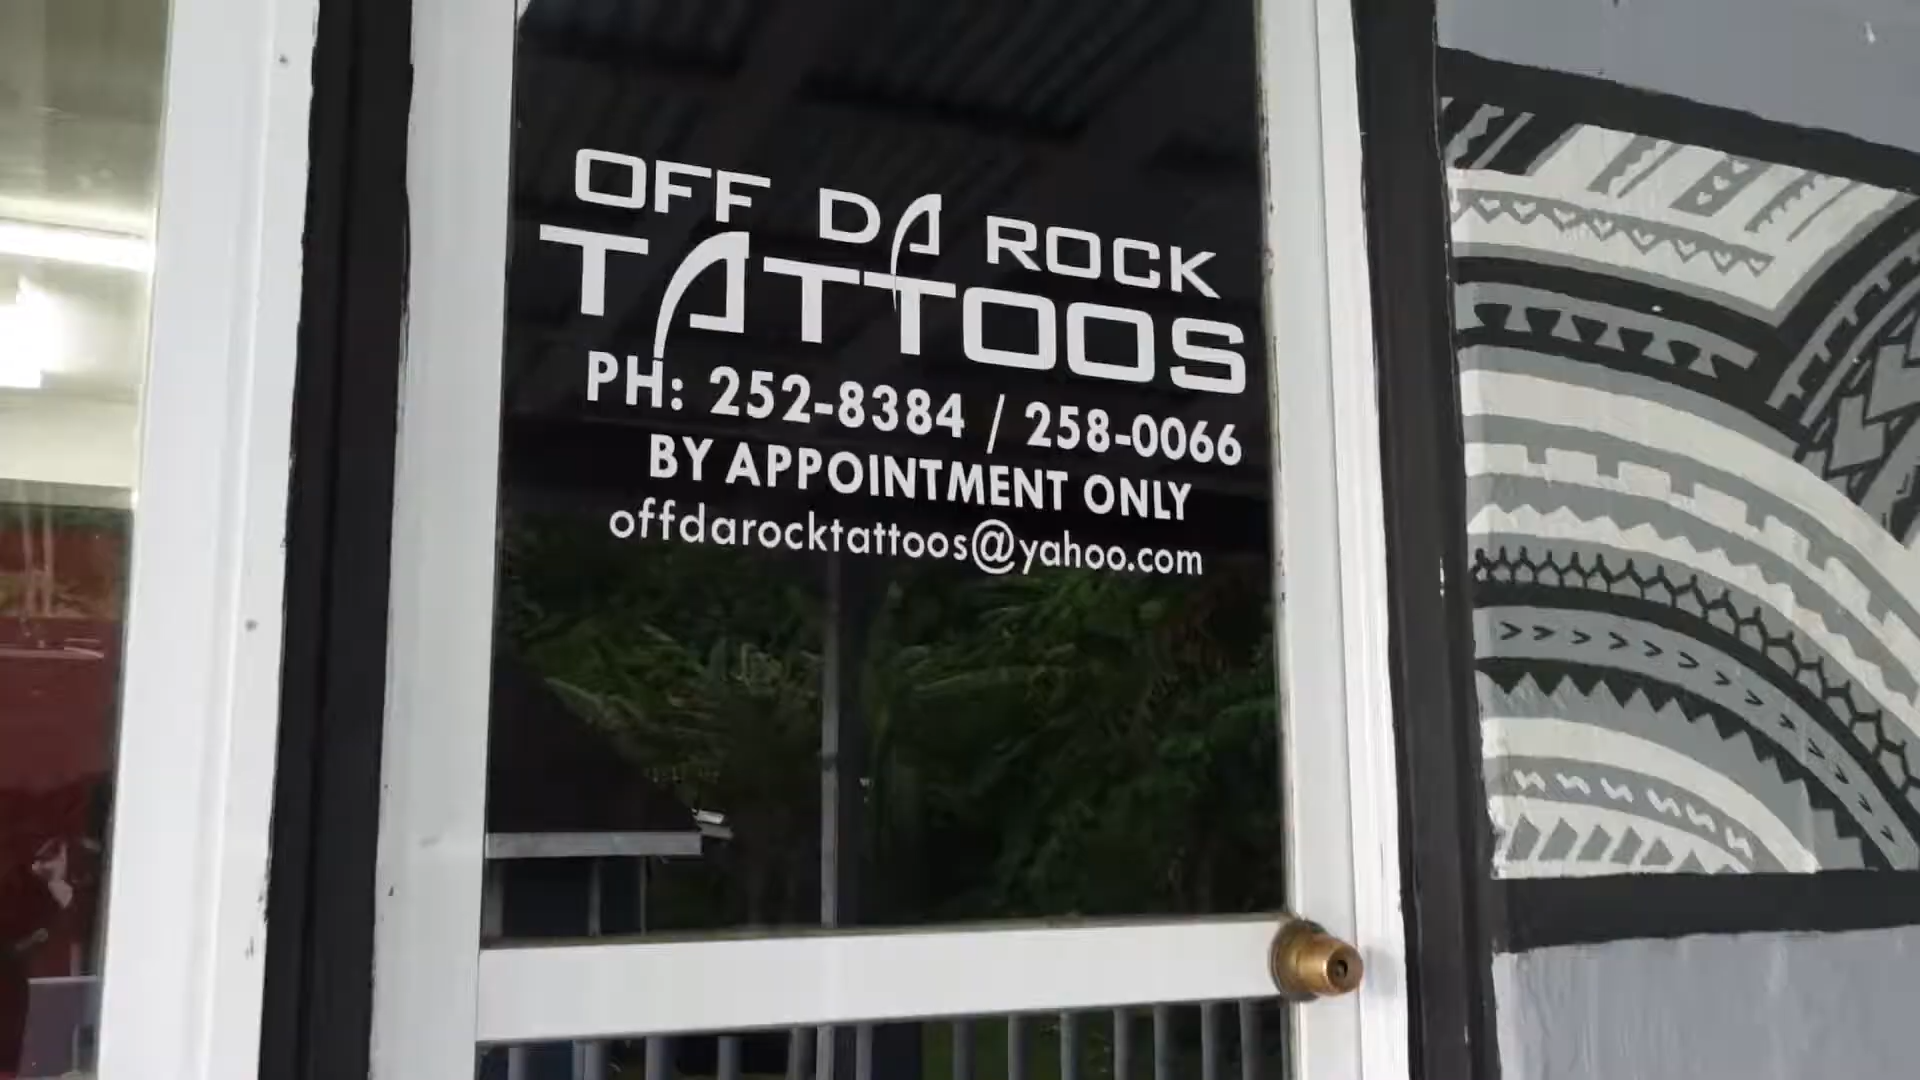 OFF DA ROCK
TATTOOS
PH: 252-8384 / 258-0066
BY APPOINTMENT ONLY
offdarocktattoos@yahoo.com